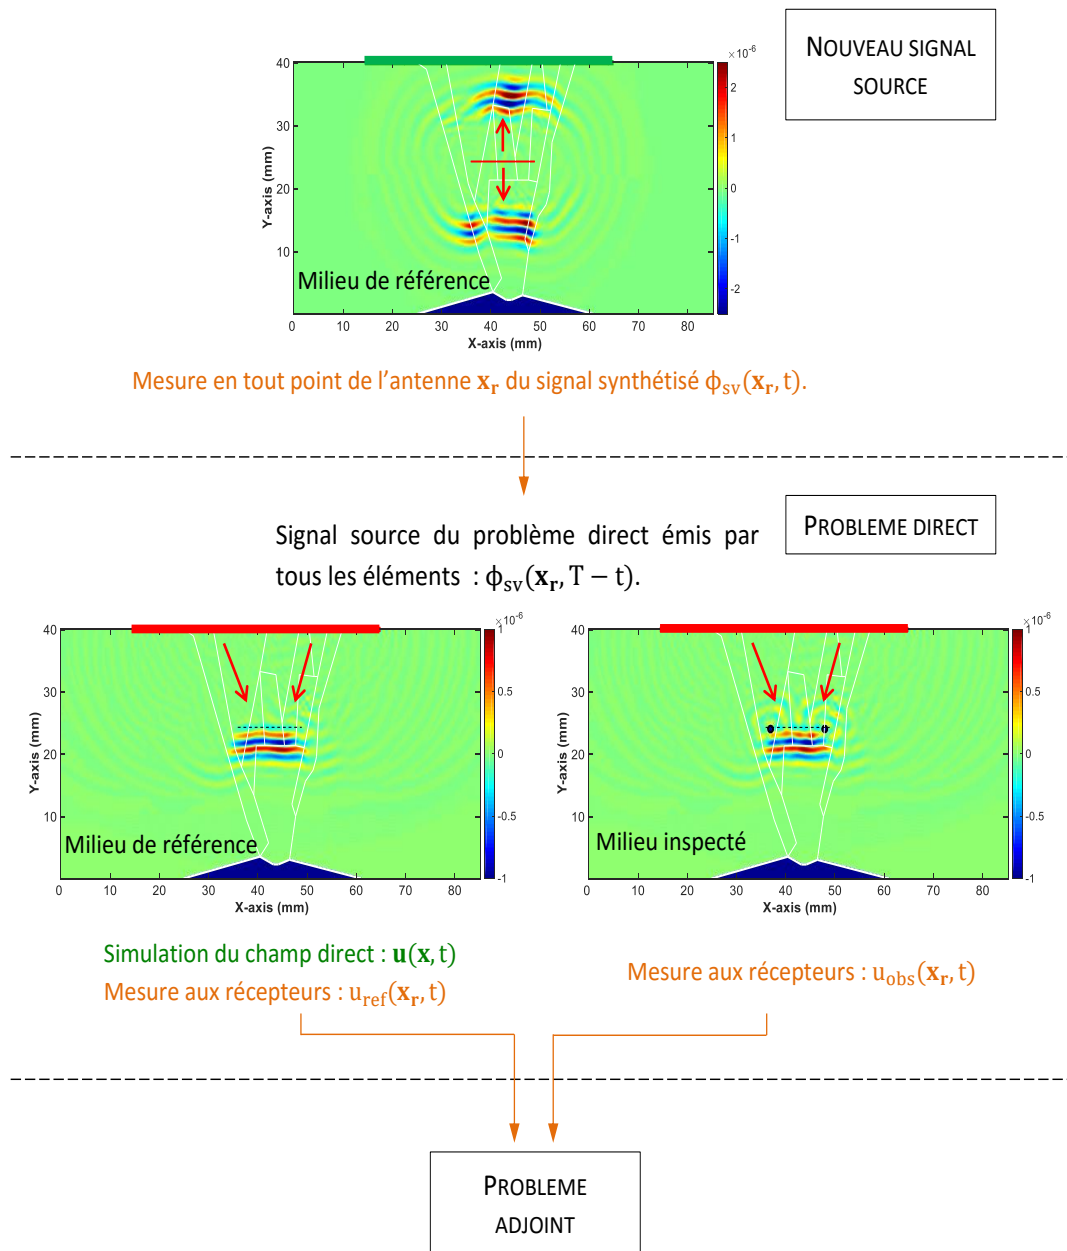 NOUVEAU SIGNAL
SOURCE
×10⁻⁶
40
30
20
10
0
10
20
30
40
50
60
70
80
X-axis (mm)
Y-axis (mm)
2
1
0
-1
-2
Milieu de référence
Mesure en tout point de l'antenne 𝐱𝐫 du signal synthétisé ϕsv(𝐱𝐫, t).
PROBLEME DIRECT
Signal source du problème direct émis par
tous les éléments : ϕsv(𝐱𝐫, T − t).
×10⁻⁶
40
30
20
10
0
10
20
30
40
50
60
70
80
X-axis (mm)
Y-axis (mm)
1
0.5
0
-0.5
-1
Milieu de référence
×10⁻⁶
40
30
20
10
0
10
20
30
40
50
60
70
80
X-axis (mm)
Y-axis (mm)
1
0.5
0
-0.5
-1
Milieu inspecté
Simulation du champ direct : 𝐮(𝐱, t)
Mesure aux récepteurs : uref(𝐱𝐫, t)
Mesure aux récepteurs : uobs(𝐱𝐫, t)
PROBLEME
ADJOINT